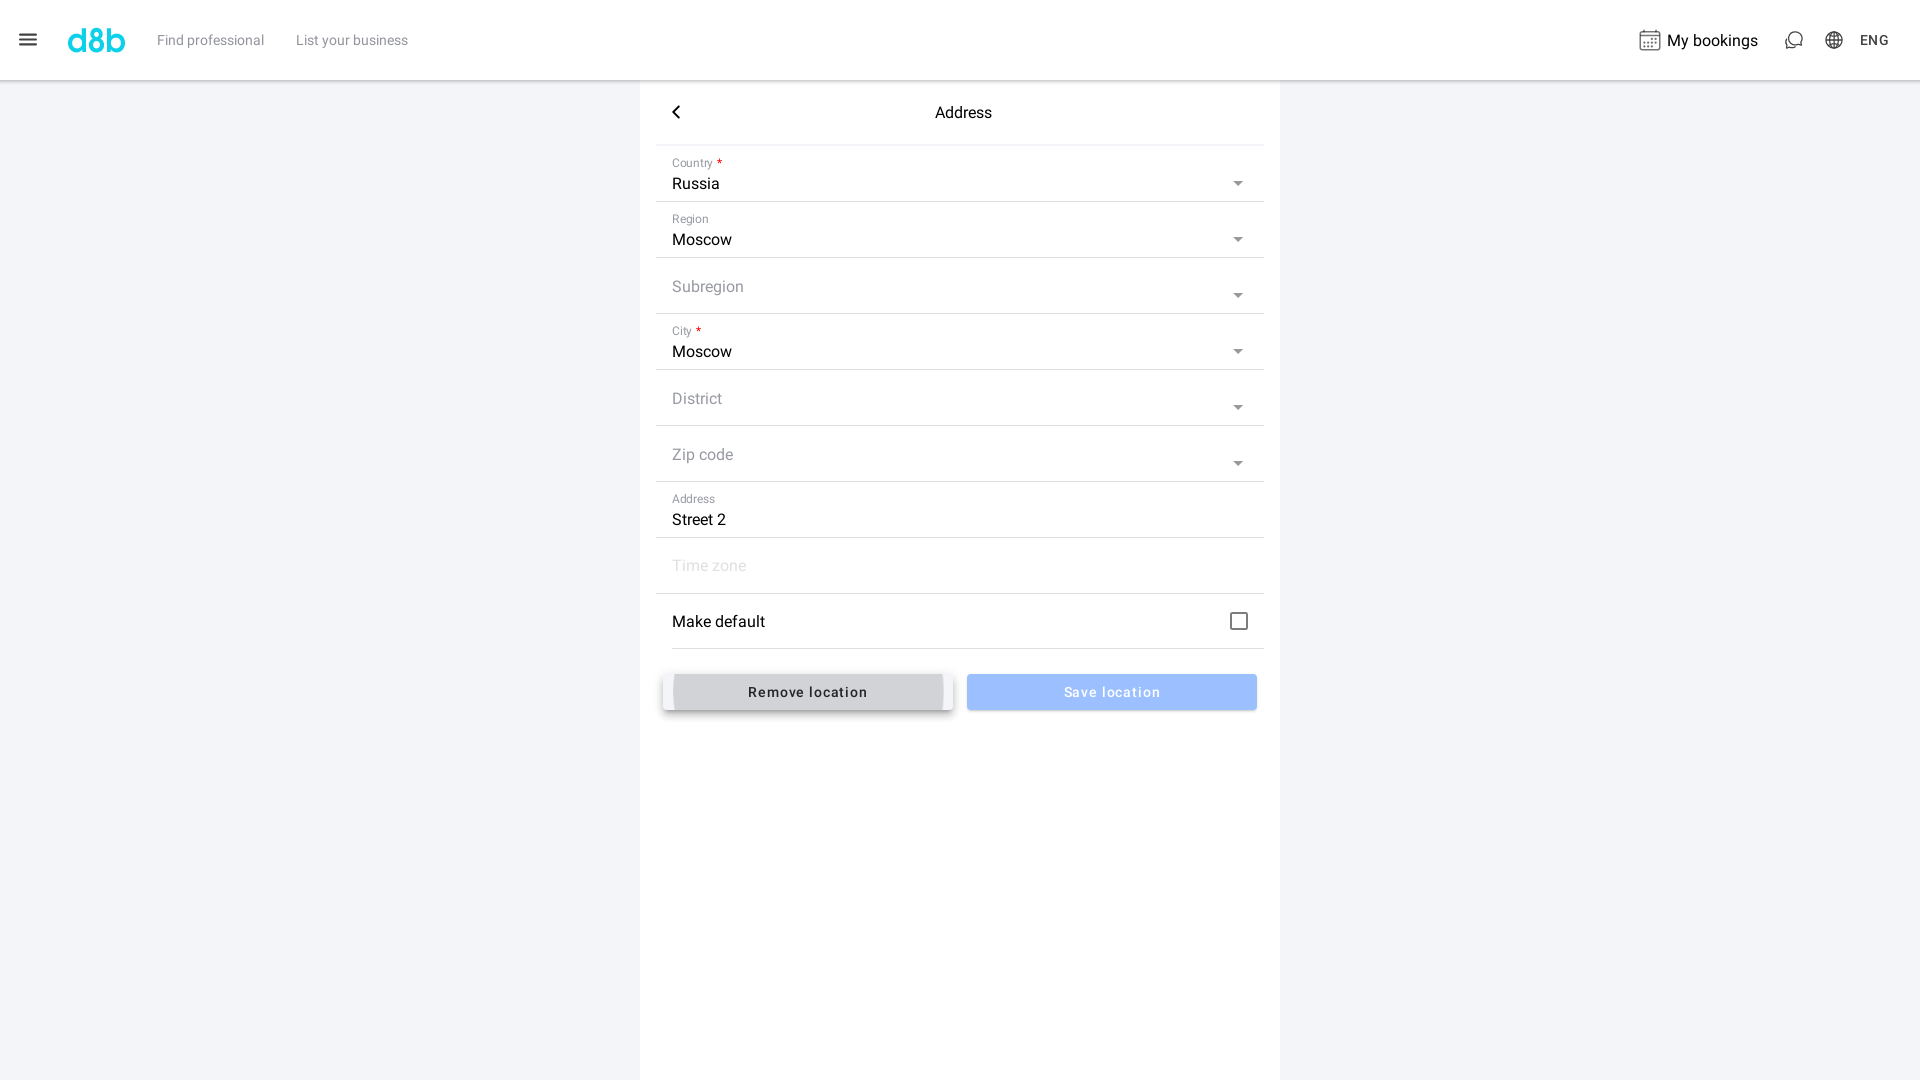 d8b
Find professional
List your business
My bookings
ENG
Address
Country *
Russia
Region
Moscow
Subregion
City *
Moscow
District
Zip code
Address
Street 2
Time zone
Make default
Remove location
Save location